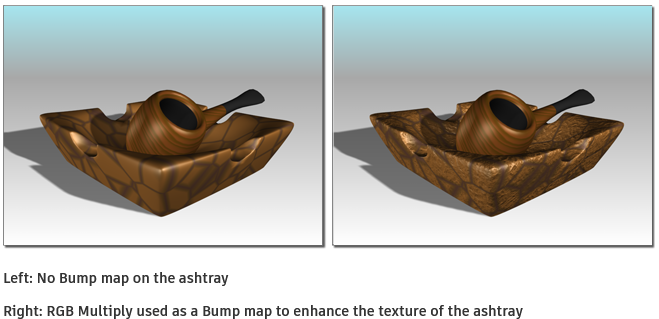 Left: No Bump map on the ashtray
Right: RGB Multiply used as a Bump map to enhance the texture of the ashtray